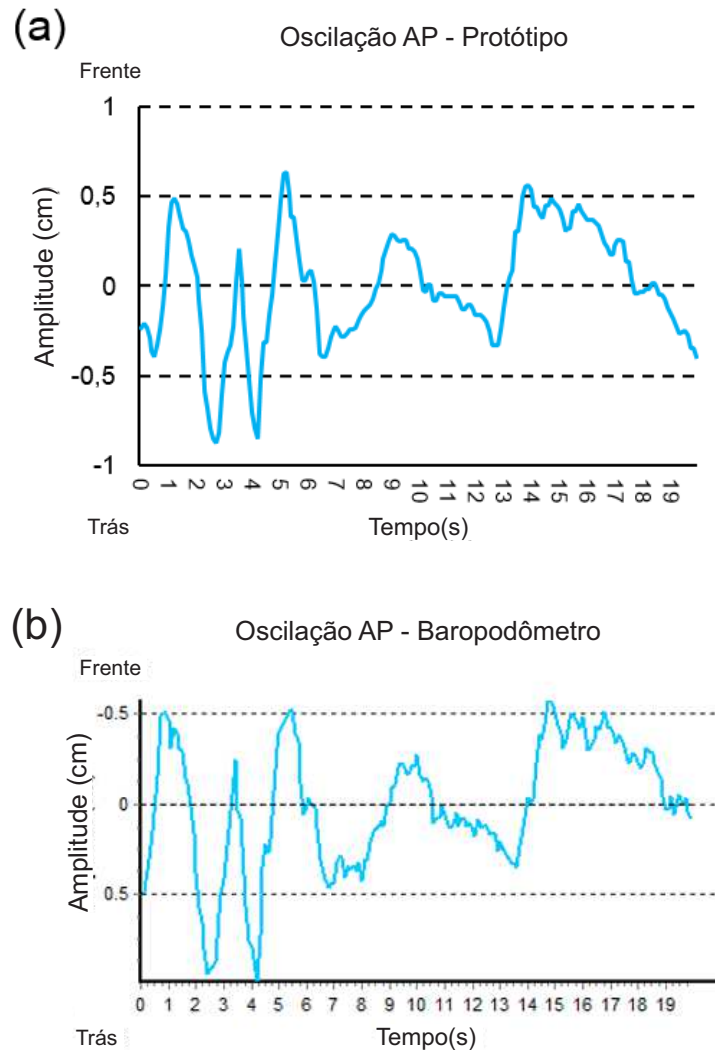 (a)
Oscilação AP - Protótipo
Frente
Amplitude (cm)
1
0,5
0
-0,5
-1
0 1 2 3 4 5 6 7 8 9 10 11 12 13 14 15 16 17 18 19
Trás
Tempo(s)
(b)
Oscilação AP - Baropodômetro
Frente
Amplitude (cm)
-0.5
0
0.5
0 1 2 3 4 5 6 7 8 9 10 11 12 13 14 15 16 17 18 19
Trás
Tempo(s)